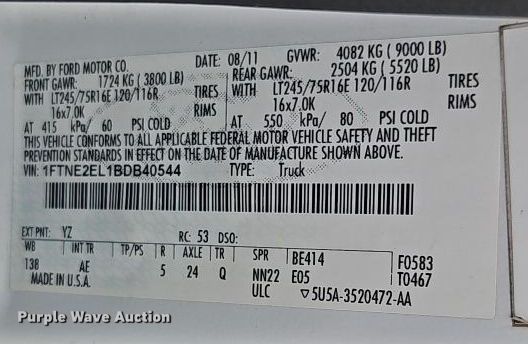 MFD. BY FORD MOTOR CO. DATE: 08/11 GVWR: 4082 KG ( 9000 LB)
FRONT GAWR: 1724 KG ( 3800 LB) REAR GAWR: 2504 KG ( 5520 LB)
WITH LT245/75R16E 120/116R TIRES WITH LT245/75R16E 120/116R TIRES
16x7.0K RIMS 16x7.0K RIMS
AT 415 kPa/ 60 PSI COLD AT 550 kPa/ 80 PSI COLD
THIS VEHICLE CONFORMS TO ALL APPLICABLE FEDERAL MOTOR VEHICLE SAFETY AND THEFT
PREVENTION STANDARDS IN EFFECT ON THE DATE OF MANUFACTURE SHOWN ABOVE.
VIN: 1FTNE2EL1BDB40544 TYPE: Truck
EXT PNT: YZ RC: 53 DSO:
WB INT TR TP/PS R AXLE TR SPR BE414 F0583
138 AE 5 24 Q NN22 E05 T0467
MADE IN U.S.A. ULC ▽5U5A-3520472-AA
Purple Wave Auction